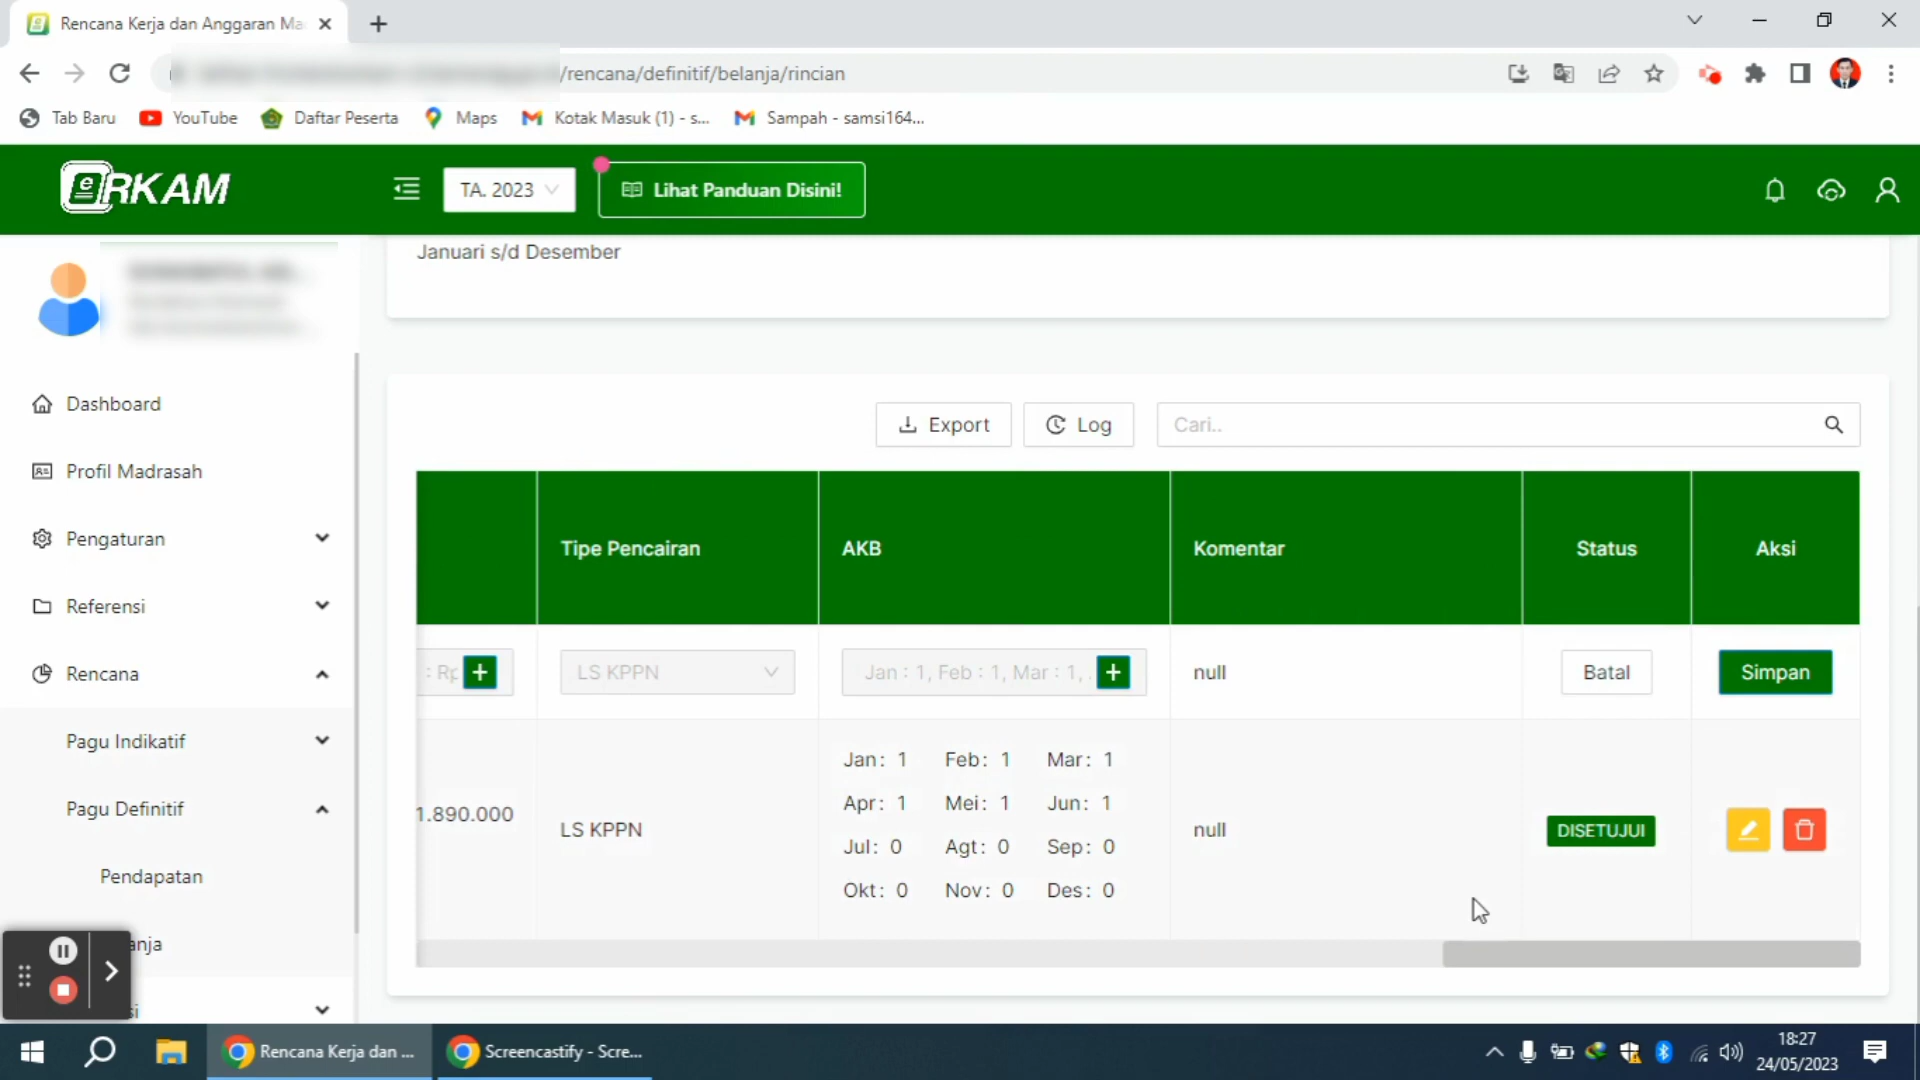 Rencana Kerja dan Anggaran Ma
/rencana/definitif/belanja/rincian
Tab Baru
YouTube
Daftar Peserta
Maps
Kotak Masuk (1) - s...
Sampah - samsi164...
eRKAM
TA. 2023
Lihat Panduan Disini!
Januari s/d Desember
Dashboard
Profil Madrasah
Pengaturan
Referensi
Rencana
Pagu Indikatif
Pagu Definitif
Pendapatan
anja
si
Export
Log
Cari..
Tipe Pencairan
AKB
Komentar
Status
Aksi
: Rp
+
LS KPPN
Jan : 1, Feb : 1, Mar : 1, .
+
null
Batal
Simpan
1.890.000
LS KPPN
Jan: 1 Feb: 1 Mar: 1
Apr: 1 Mei: 1 Jun: 1
Jul: 0 Agt: 0 Sep: 0
Okt: 0 Nov: 0 Des: 0
null
DISETUJUI
Rencana Kerja dan ...
Screencastify - Scre...
18:27
24/05/2023